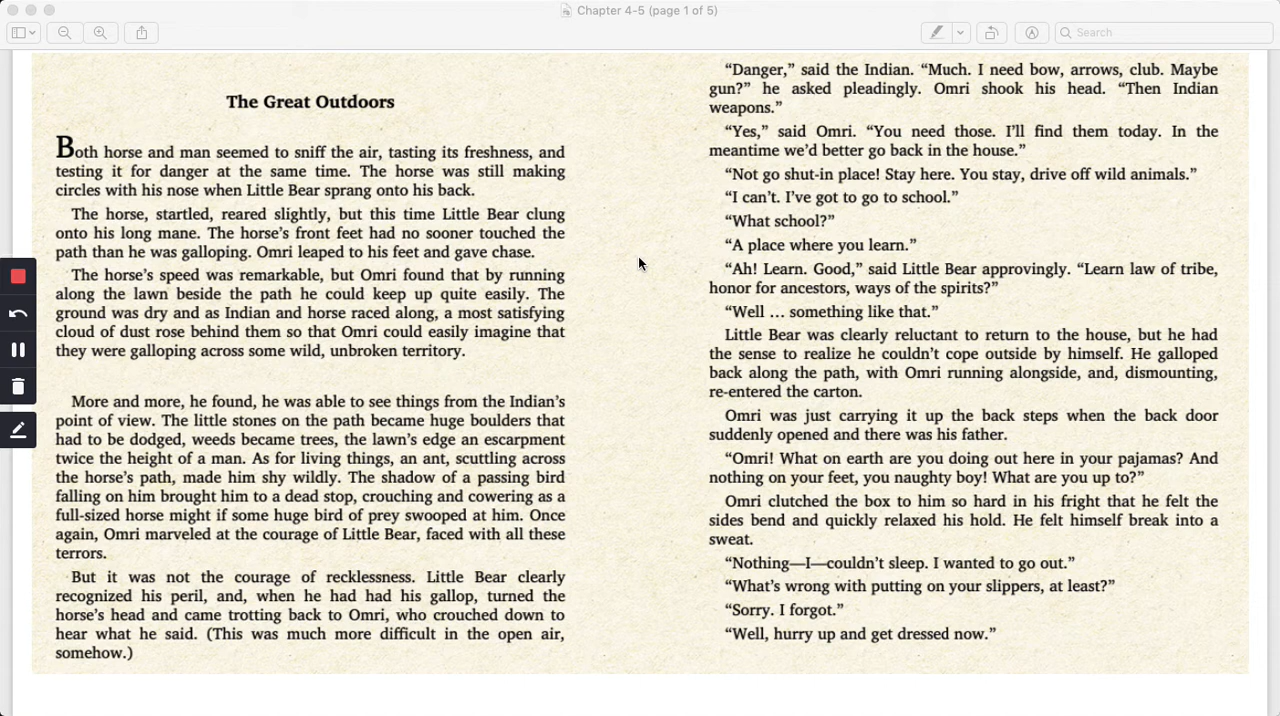 Chapter 4-5 (page 1 of 5)
Search
The Great Outdoors
Both horse and man seemed to sniff the air, tasting its freshness, and
testing it for danger at the same time. The horse was still making
circles with his nose when Little Bear sprang onto his back.
The horse, startled, reared slightly, but this time Little Bear clung
onto his long mane. The horse’s front feet had no sooner touched the
path than he was galloping. Omri leaped to his feet and gave chase.
The horse’s speed was remarkable, but Omri found that by running
along the lawn beside the path he could keep up quite easily. The
ground was dry and as Indian and horse raced along, a most satisfying
cloud of dust rose behind them so that Omri could easily imagine that
they were galloping across some wild, unbroken territory.
More and more, he found, he was able to see things from the Indian’s
point of view. The little stones on the path became huge boulders that
had to be dodged, weeds became trees, the lawn’s edge an escarpment
twice the height of a man. As for living things, an ant, scuttling across
the horse’s path, made him shy wildly. The shadow of a passing bird
falling on him brought him to a dead stop, crouching and cowering as a
full-sized horse might if some huge bird of prey swooped at him. Once
again, Omri marveled at the courage of Little Bear, faced with all these
terrors.
But it was not the courage of recklessness. Little Bear clearly
recognized his peril, and, when he had had his gallop, turned the
horse’s head and came trotting back to Omri, who crouched down to
hear what he said. (This was much more difficult in the open air,
somehow.)
“Danger,” said the Indian. “Much. I need bow, arrows, club. Maybe
gun?” he asked pleadingly. Omri shook his head. “Then Indian
weapons.”
“Yes,” said Omri. “You need those. I’ll find them today. In the
meantime we’d better go back in the house.”
“Not go shut-in place! Stay here. You stay, drive off wild animals.”
“I can’t. I’ve got to go to school.”
“What school?”
“A place where you learn.”
“Ah! Learn. Good,” said Little Bear approvingly. “Learn law of tribe,
honor for ancestors, ways of the spirits?”
“Well … something like that.”
Little Bear was clearly reluctant to return to the house, but he had
the sense to realize he couldn’t cope outside by himself. He galloped
back along the path, with Omri running alongside, and, dismounting,
re-entered the carton.
Omri was just carrying it up the back steps when the back door
suddenly opened and there was his father.
“Omri! What on earth are you doing out here in your pajamas? And
nothing on your feet, you naughty boy! What are you up to?”
Omri clutched the box to him so hard in his fright that he felt the
sides bend and quickly relaxed his hold. He felt himself break into a
sweat.
“Nothing—I—couldn’t sleep. I wanted to go out.”
“What’s wrong with putting on your slippers, at least?”
“Sorry. I forgot.”
“Well, hurry up and get dressed now.”